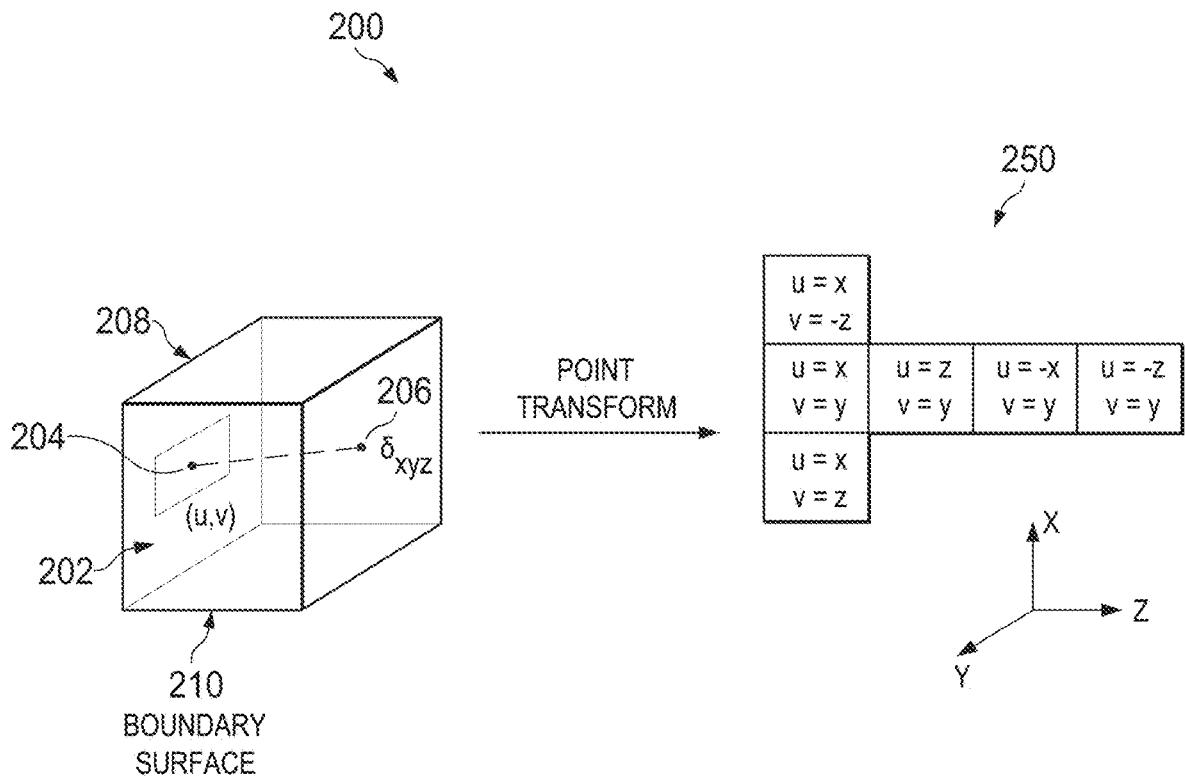 200
250
208
204
206
δxyz
(u,v)
202
210
BOUNDARY
SURFACE
POINT
TRANSFORM
u = x
v = -z
u = x
v = y
u = z
v = y
u = -x
v = y
u = -z
v = y
u = x
v = z
X
Z
Y